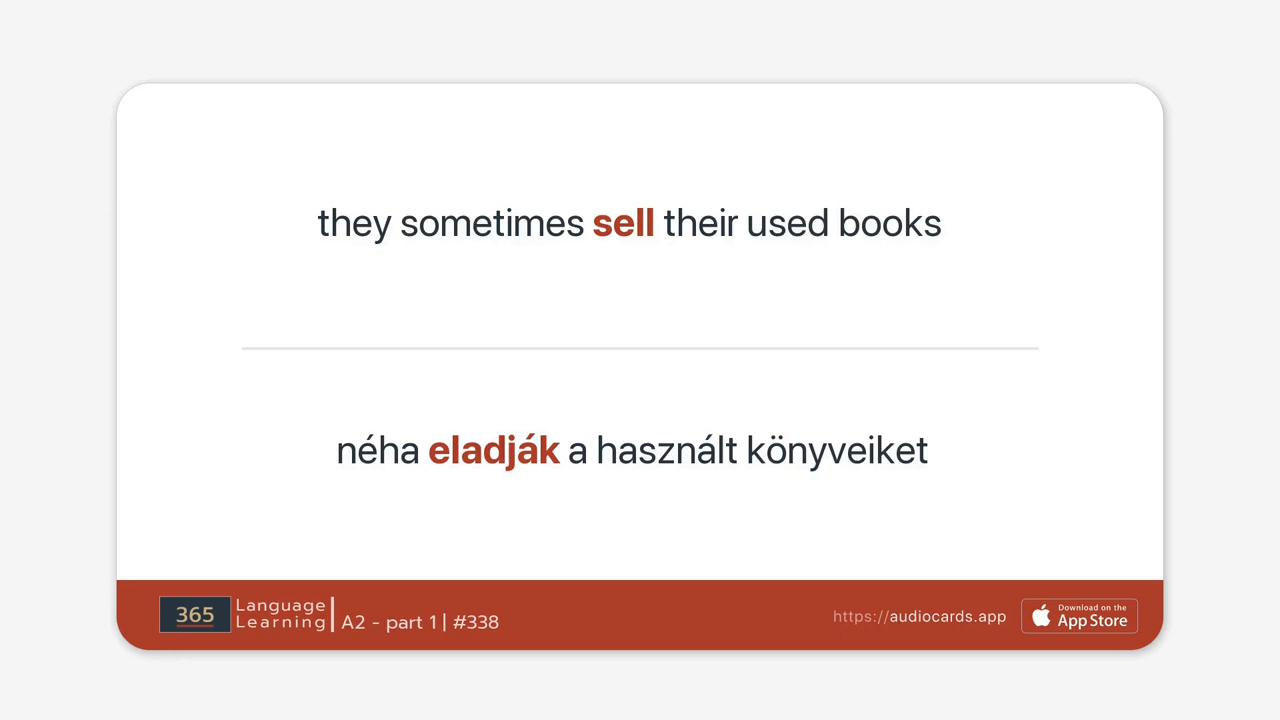 they sometimes sell their used books
néha eladják a használt könyveiket
365
Language
Learning
A2 - part 1 | #338
https://audiocards.app
Download on the
App Store